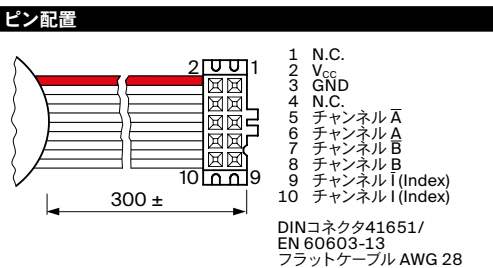 ピン配置
2 1
10 9
300 ±
1 N.C.
2 Vcc
3 GND
4 N.C.
5 チャンネル A̅
6 チャンネル A
7 チャンネル B̅
8 チャンネル B
9 チャンネル I̅ (Index)
10 チャンネル I (Index)
DINコネクタ41651/
EN 60603-13
フラットケーブル AWG 28